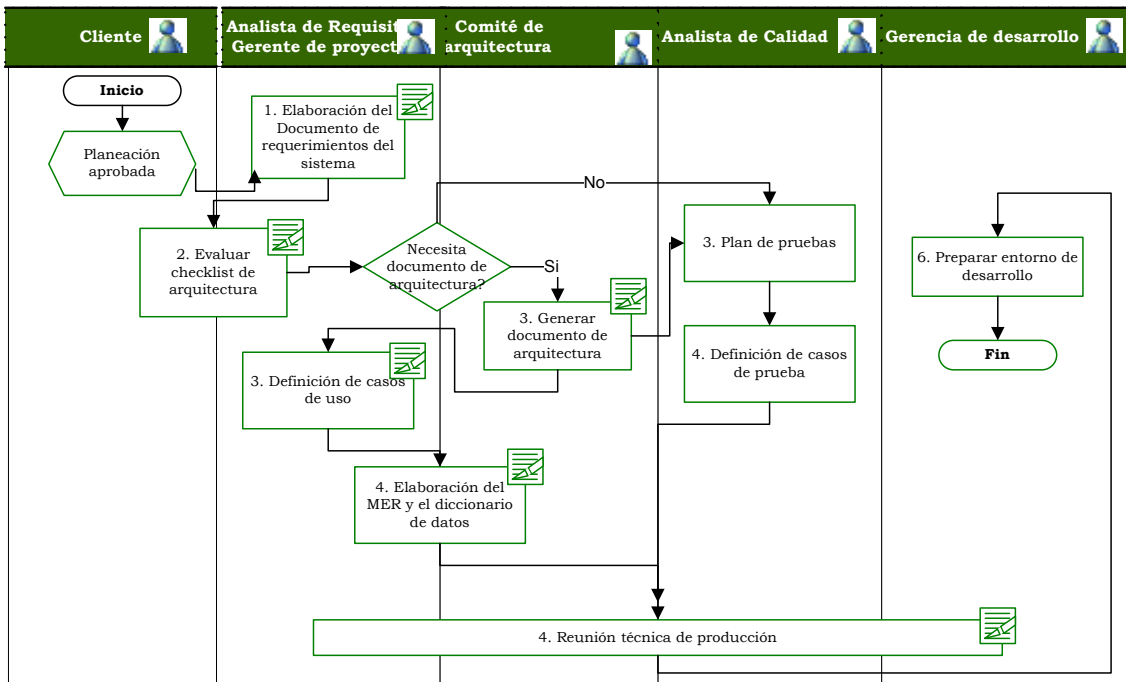 Cliente
Analista de Requisit
Gerente de proyect
Comité de
arquitectura
Analista de Calidad
Gerencia de desarrollo
Inicio
Planeación
aprobada
1. Elaboración del
Documento de
requerimientos del
sistema
No
2. Evaluar
checklist de
arquitectura
Necesita
documento de
arquitectura?
Si
3. Plan de pruebas
6. Preparar entorno de
desarrollo
3. Generar
documento de
arquitectura
4. Definición de casos
de prueba
Fin
3. Definición de casos
de uso
4. Elaboración del
MER y el diccionario
de datos
4. Reunión técnica de producción